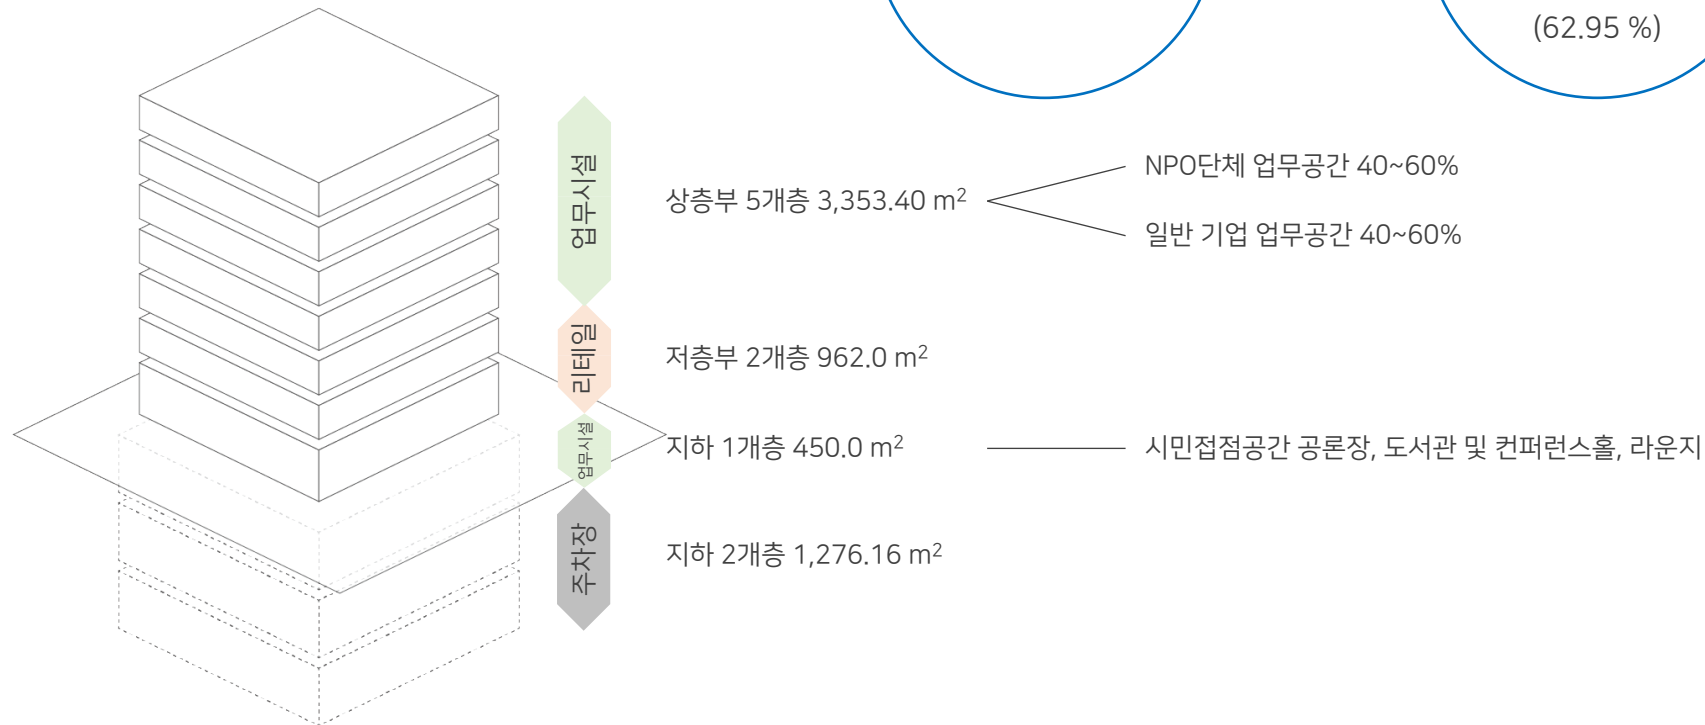 (62.95 %)
업무시설
상층부 5개층 3,353.40 m²
NPO단체 업무공간 40~60%
일반 기업 업무공간 40~60%
리테일
저층부 2개층 962.0 m²
업무시설
지하 1개층 450.0 m²
시민접점공간 공론장, 도서관 및 컨퍼런스홀, 라운지
주차장
지하 2개층 1,276.16 m²